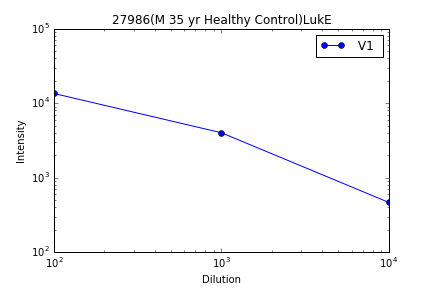 27986(M 35 yr Healthy Control)LukE
V1
10^5
10^4
10^3
10^2
Intensity
10^2 10^3 10^4
Dilution